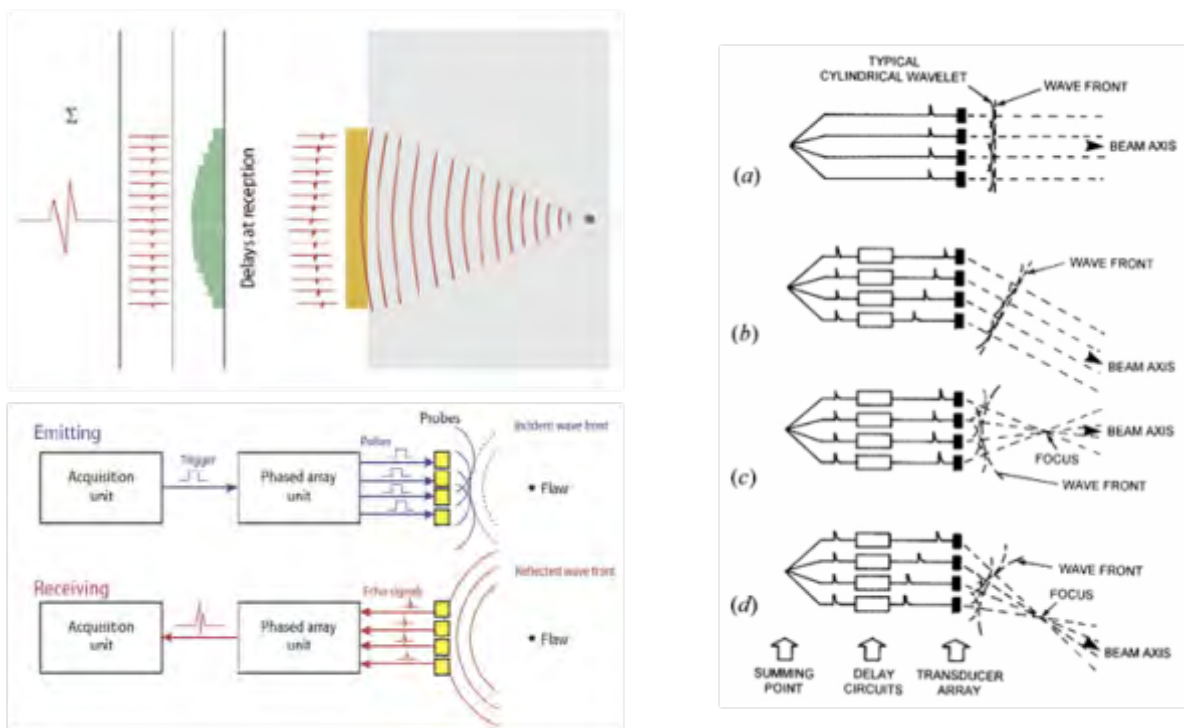 Σ
Delays at reception
Emitting
Probes
Incident wave front
Acquisition
unit
Trigger
Phased array
unit
Pulses
Flaw
Receiving
Reflected wave front
Echo signals
Acquisition
unit
Phased array
unit
Flaw
TYPICAL
CYLINDRICAL WAVELET
WAVE FRONT
BEAM AXIS
(a)
WAVE FRONT
(b)
BEAM AXIS
BEAM AXIS
FOCUS
(c)
WAVE FRONT
WAVE FRONT
FOCUS
(d)
BEAM AXIS
SUMMING
POINT
DELAY
CIRCUITS
TRANSDUCER
ARRAY